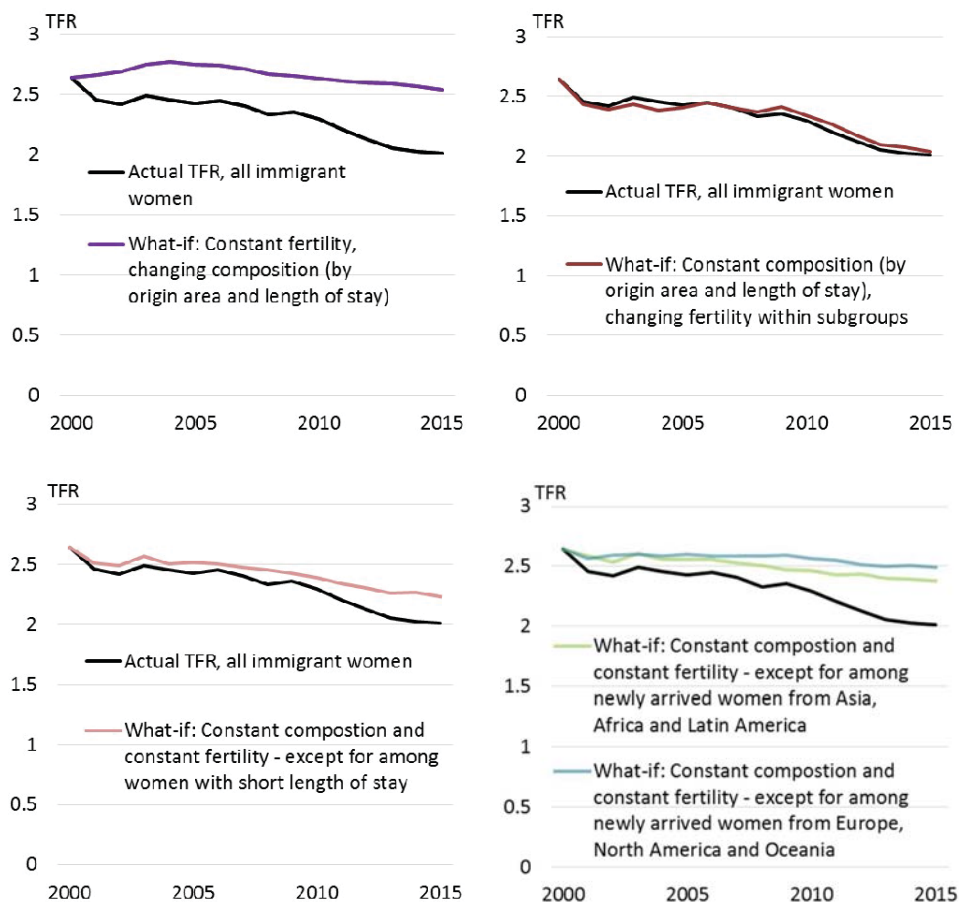 TFR
3
2.5
2
Actual TFR, all immigrant
women
1.5
What-if: Constant fertility,
changing composition (by
origin area and length of stay)
1
0.5
0
2000 2005 2010 2015
TFR
3
2.5
2
Actual TFR, all immigrant women
1.5
What-if: Constant composition (by
origin area and length of stay),
changing fertility within subgroups
1
0.5
0
2000 2005 2010 2015
TFR
3
2.5
2
Actual TFR, all immigrant women
1.5
What-if: Constant compostion and
constant fertility - except for among
women with short length of stay
1
0.5
0
2000 2005 2010 2015
TFR
3
2.5
2
What-if: Constant compostion and
constant fertility - except for among
newly arrived women from Asia,
Africa and Latin America
1.5
1
What-if: Constant compostion and
constant fertility - except for among
newly arrived women from Europe,
North America and Oceania
0.5
0
2000 2005 2010 2015